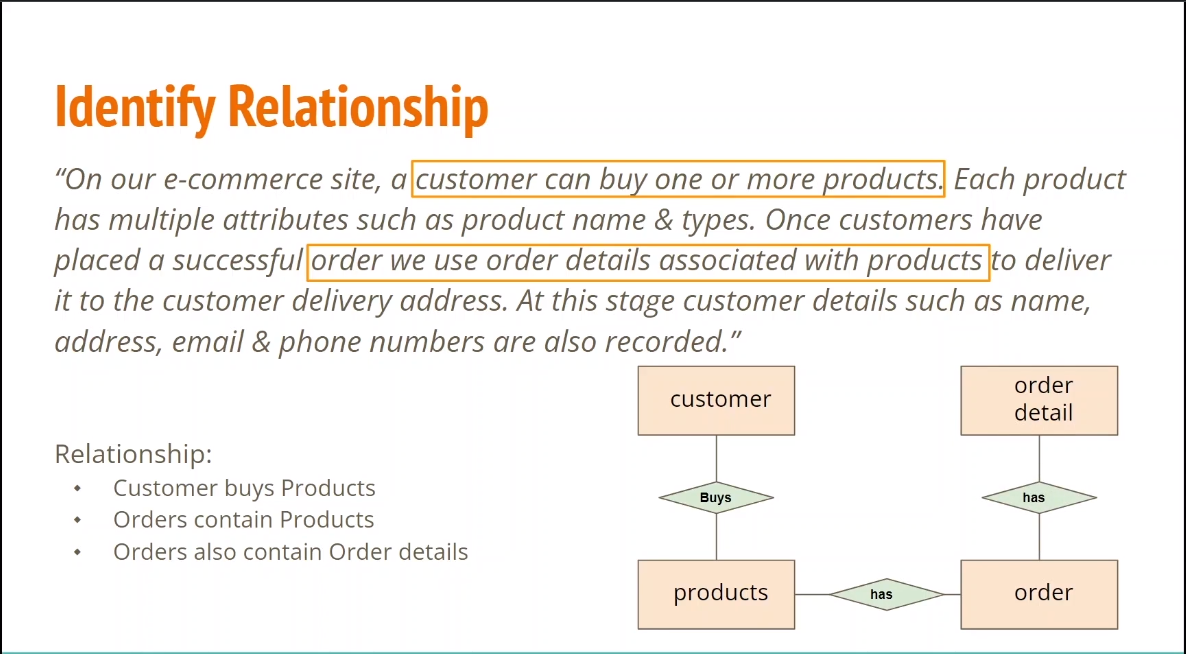 Identify Relationship
“On our e-commerce site, a customer can buy one or more products. Each product
has multiple attributes such as product name & types. Once customers have
placed a successful order we use order details associated with products to deliver
it to the customer delivery address. At this stage customer details such as name,
address, email & phone numbers are also recorded.”
Relationship:
• Customer buys Products
• Orders contain Products
• Orders also contain Order details
customer
order
detail
Buys
has
products
has
order